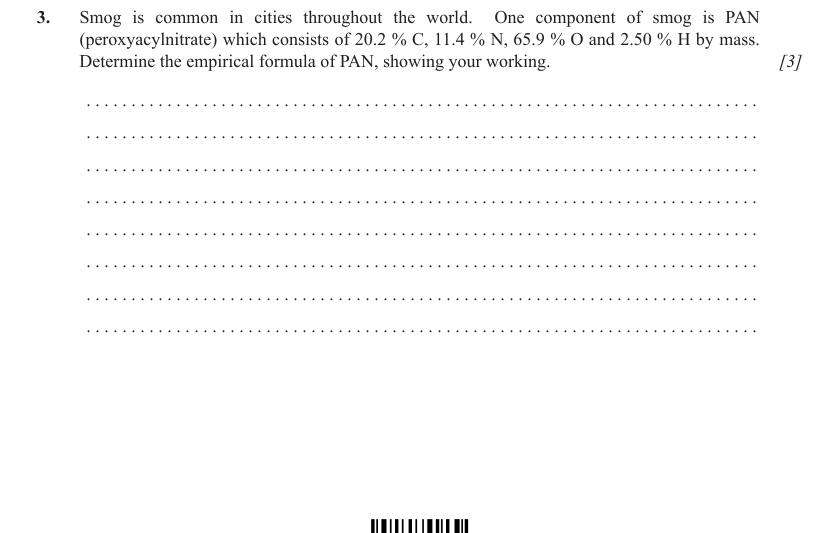 3. Smog is common in cities throughout the world. One component of smog is PAN
(peroxyacylnitrate) which consists of 20.2 % C, 11.4 % N, 65.9 % O and 2.50 % H by mass.
Determine the empirical formula of PAN, showing your working. [3]